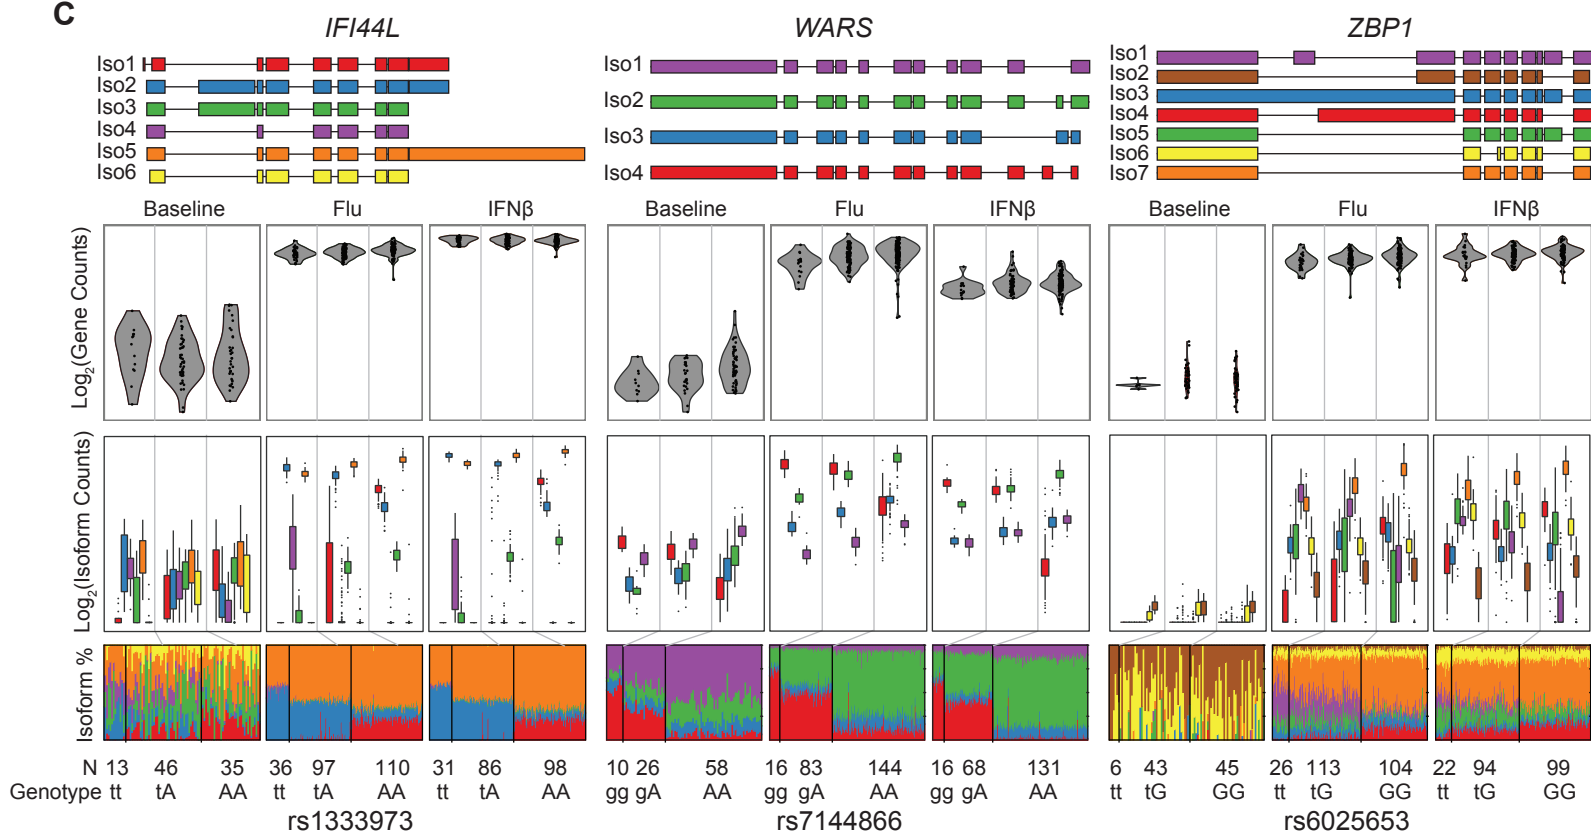 C
IFI44L WARS ZBP1
Iso1
Iso2
Iso3
Iso4
Iso5
Iso6
Iso1
Iso2
Iso3
Iso4
Iso1
Iso2
Iso3
Iso4
Iso5
Iso6
Iso7
Baseline Flu IFNβ Baseline Flu IFNβ Baseline Flu IFNβ
Log2(Gene Counts)
Log2(Isoform Counts)
Isoform %
N 13 46 35 36 97 110 31 86 98 10 26 58 16 83 144 16 68 131 6 43 45 26 113 104 22 94 99
Genotype tt tA AA tt tA AA tt tA AA gg gA AA gg gA AA gg gA AA tt tG GG tt tG GG tt tG GG
rs1333973 rs7144866 rs6025653